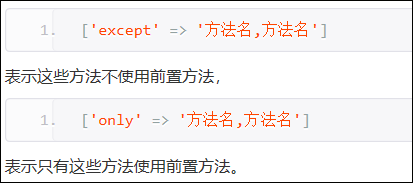 1. ['except' => '方法名,方法名']
表示这些方法不使用前置方法,
1. ['only' => '方法名,方法名']
表示只有这些方法使用前置方法。